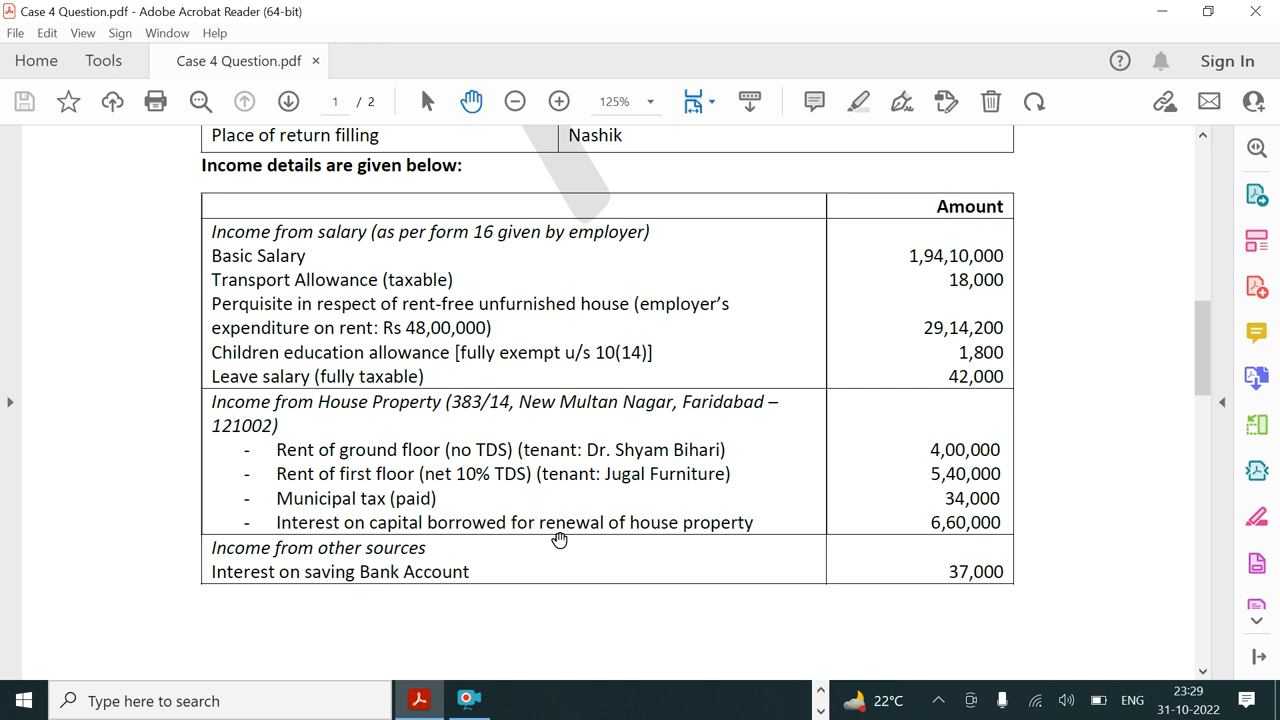 Case 4 Question.pdf - Adobe Acrobat Reader (64-bit)
File Edit View Sign Window Help
Home Tools Case 4 Question.pdf × Sign In
1 / 2 125%
Place of return filling Nashik
Income details are given below:
Amount
Income from salary (as per form 16 given by employer)
Basic Salary 1,94,10,000
Transport Allowance (taxable) 18,000
Perquisite in respect of rent-free unfurnished house (employer's
expenditure on rent: Rs 48,00,000) 29,14,200
Children education allowance [fully exempt u/s 10(14)] 1,800
Leave salary (fully taxable) 42,000
Income from House Property (383/14, New Multan Nagar, Faridabad –
121002)
- Rent of ground floor (no TDS) (tenant: Dr. Shyam Bihari) 4,00,000
- Rent of first floor (net 10% TDS) (tenant: Jugal Furniture) 5,40,000
- Municipal tax (paid) 34,000
- Interest on capital borrowed for renewal of house property 6,60,000
Income from other sources
Interest on saving Bank Account 37,000
Type here to search 22°C ENG 23:29
31-10-2022